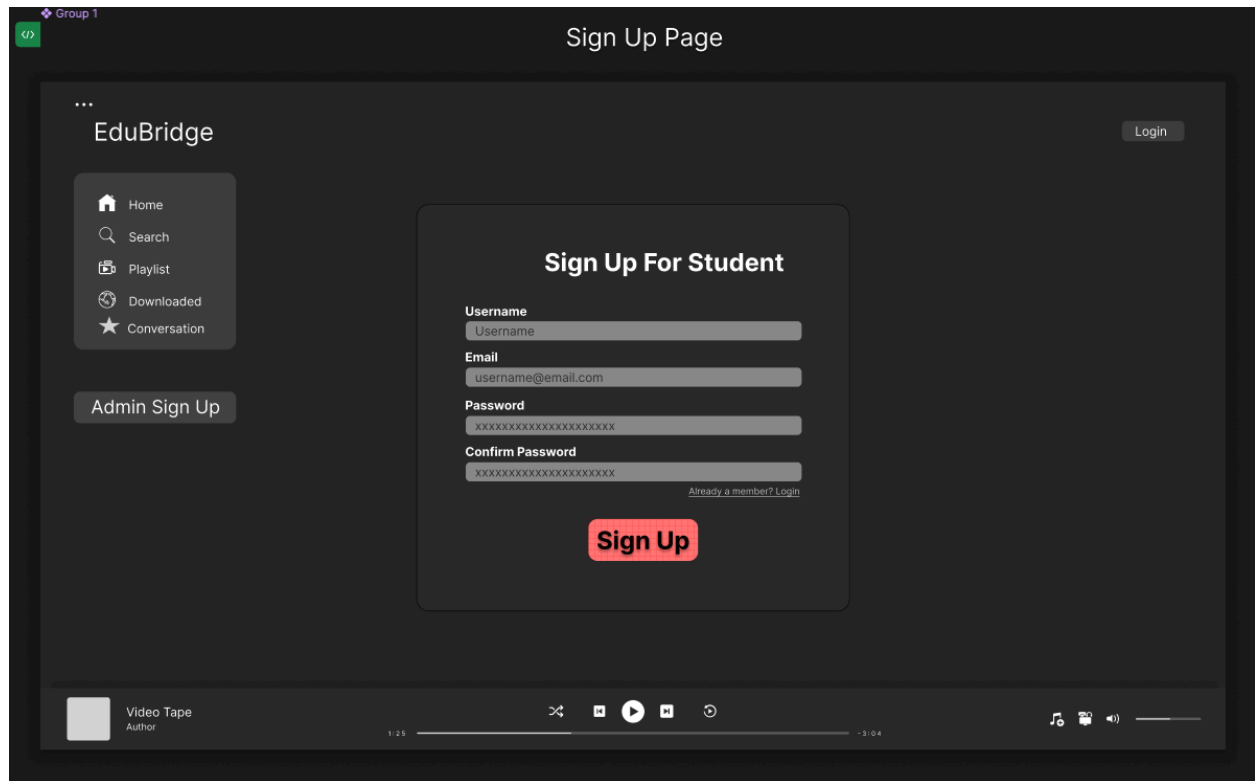 Group 1
Sign Up Page
EduBridge
Login
Home
Search
Playlist
Downloaded
Conversation
Admin Sign Up
Sign Up For Student
Username
Username
Email
username@email.com
Password
xxxxxxxxxxxxxxxxxxxxx
Confirm Password
xxxxxxxxxxxxxxxxxxxxx
Already a member? Login
Sign Up
Video Tape
Author
1:25
-3:04